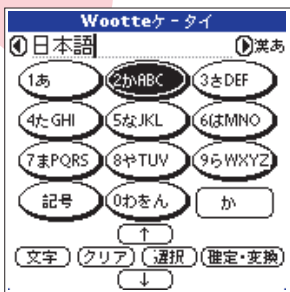 Wootteケータイ
日本語 漢あ
1あ 2かABC 3さDEF
4たGHI 5なJKL 6はMNO
7まPQRS 8やTUV 9らWXYZ
記号 0わをん か
↑
文字 クリア 選択 確定・変換
↓